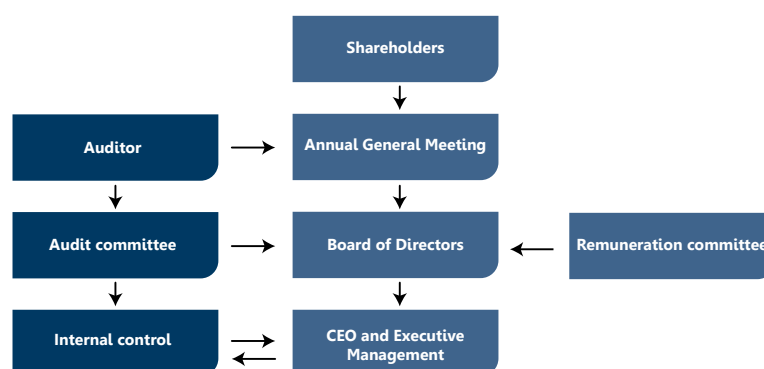 Shareholders
Auditor
Annual General Meeting
Audit committee
Board of Directors
Remuneration committee
Internal control
CEO and Executive
Management